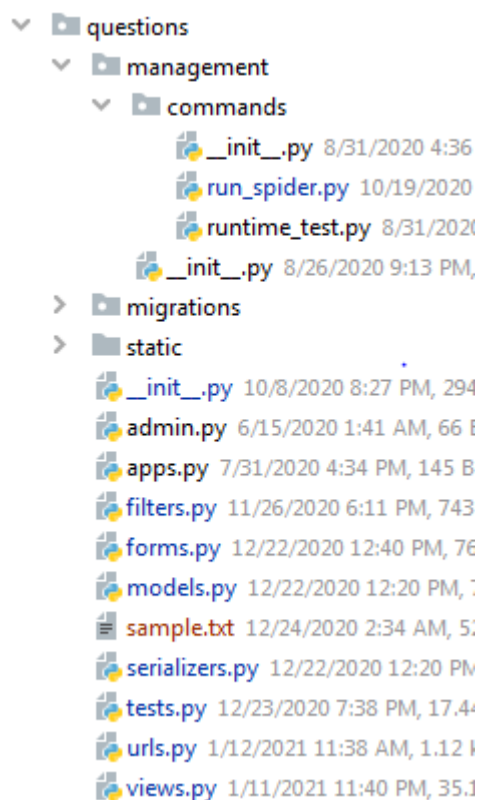 questions
management
commands
__init__.py 8/31/2020 4:36
run_spider.py 10/19/2020
runtime_test.py 8/31/2020
__init__.py 8/26/2020 9:13 PM,
migrations
static
__init__.py 10/8/2020 8:27 PM, 294
admin.py 6/15/2020 1:41 AM, 66 B
apps.py 7/31/2020 4:34 PM, 145 B
filters.py 11/26/2020 6:11 PM, 743
forms.py 12/22/2020 12:40 PM, 76
models.py 12/22/2020 12:20 PM,
sample.txt 12/24/2020 2:34 AM,
serializers.py 12/22/2020 12:20 PM
tests.py 12/23/2020 7:38 PM, 17.44
urls.py 1/12/2021 11:38 AM, 1.12
views.py 1/11/2021 11:40 PM, 35.1